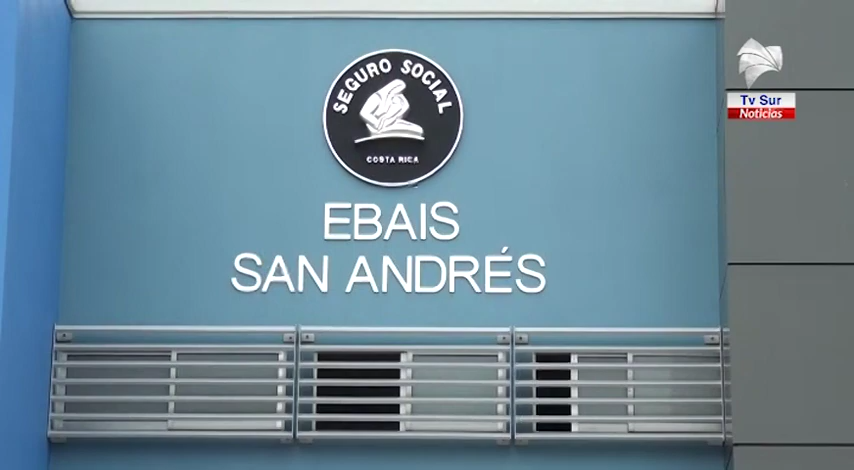 SEGURO SOCIAL
COSTA RICA
EBAIS
SAN ANDRÉS
Tv Sur
Noticias